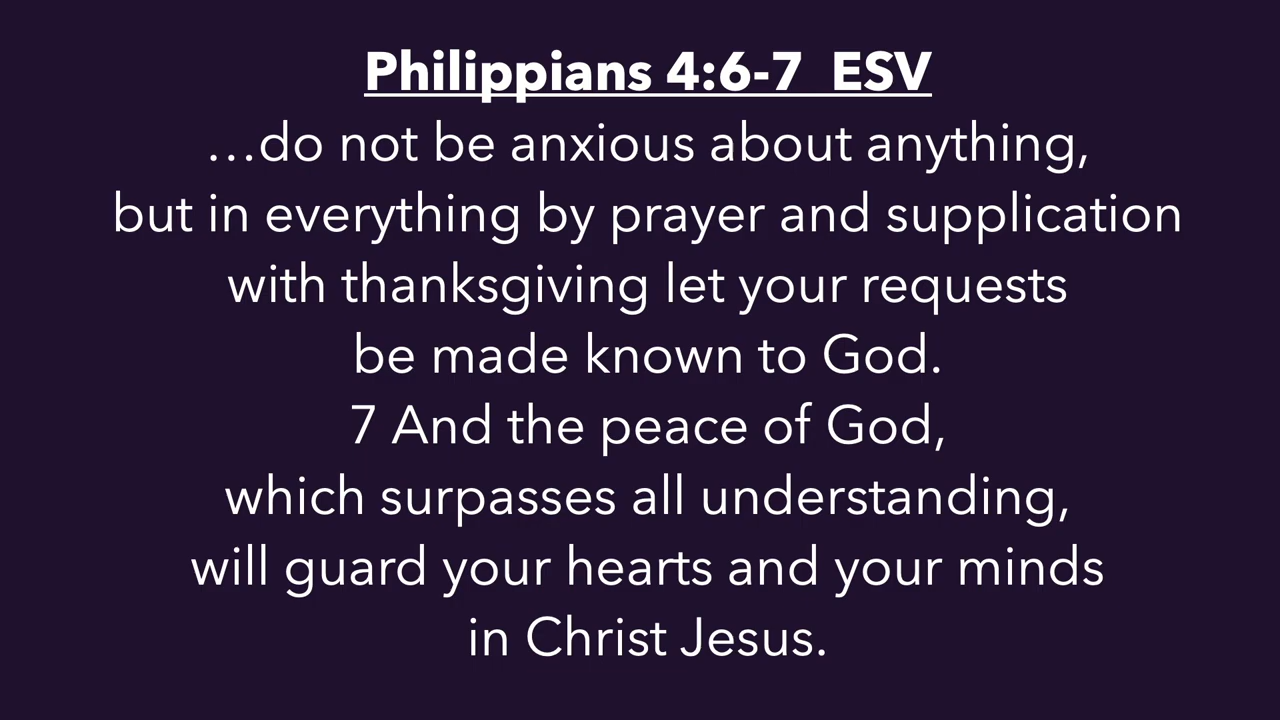 Philippians 4:6-7  ESV
…do not be anxious about anything,
but in everything by prayer and supplication
with thanksgiving let your requests
be made known to God.
7 And the peace of God,
which surpasses all understanding,
will guard your hearts and your minds
in Christ Jesus.